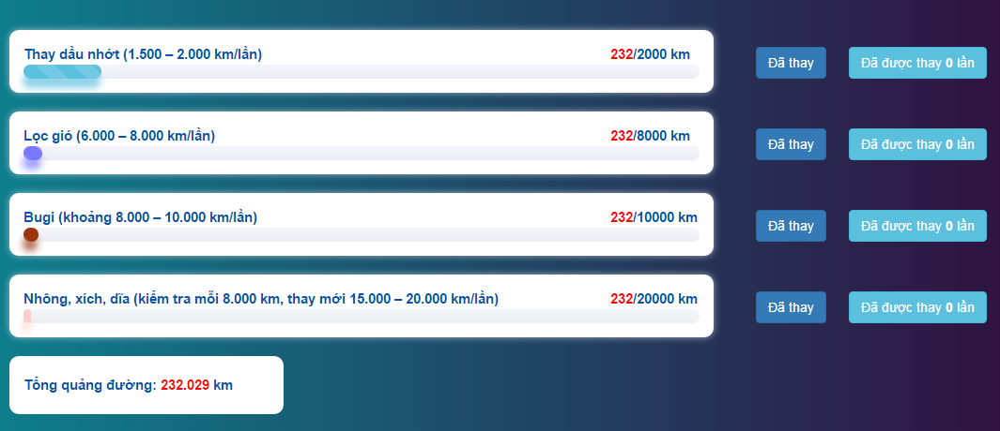 Thay dầu nhớt (1.500 – 2.000 km/lần) 232/2000 km Đã thay Đã được thay 0 lần
Lọc gió (6.000 – 8.000 km/lần) 232/8000 km Đã thay Đã được thay 0 lần
Bugi (khoảng 8.000 – 10.000 km/lần) 232/10000 km Đã thay Đã được thay 0 lần
Nhông, xích, dĩa (kiểm tra mỗi 8.000 km, thay mới 15.000 – 20.000 km/lần) 232/20000 km Đã thay Đã được thay 0 lần
Tổng quảng đường: 232.029 km